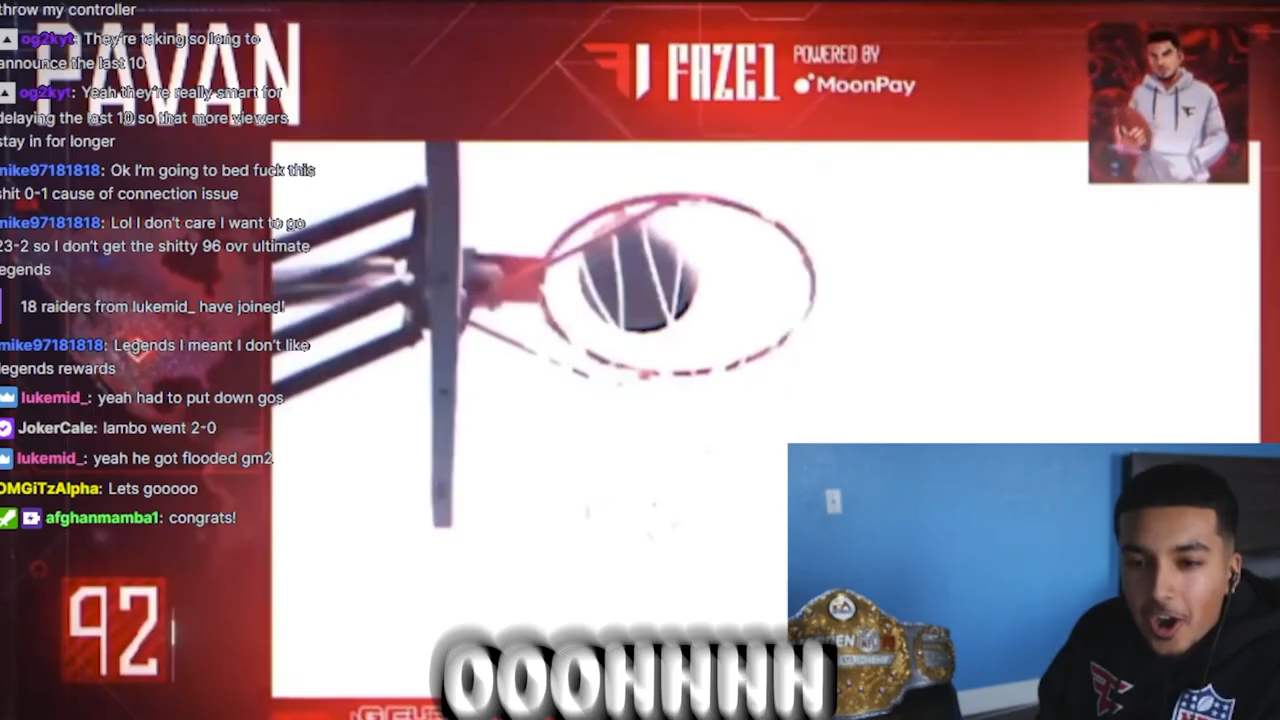 throw my controller
PAVAN
og2kyt: They're taking so long to
announce the last 10
og2kyt: Yeah they're really smart for
delaying the last 10 so that more viewers
stay in for longer
mike97181818: Ok I'm going to bed fuck this
shit 0-1 cause of connection issue
mike97181818: Lol I don't care I want to go
23-2 so I don't get the shitty 96 ovr ultimate
legends
18 raiders from lukemid_ have joined!
mike97181818: Legends I meant I don't like
legends rewards
lukemid_: yeah had to put down gos
JokerCale: lambo went 2-0
lukemid_: yeah he got flooded gm2
OMGiTzAlpha: Lets gooooo
afghanmamba1: congrats!
FAZE1
POWERED BY
MoonPay
92
OOOHHHH
NFL